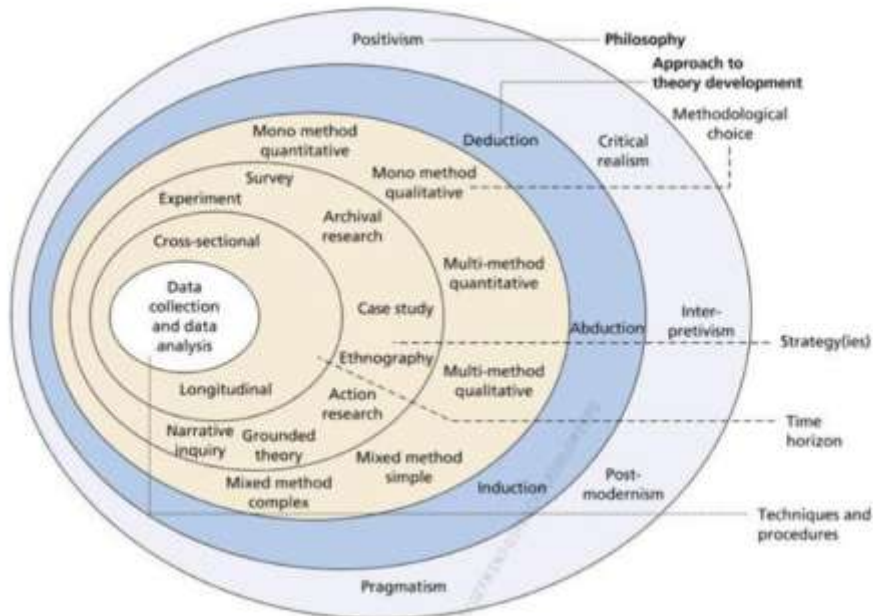 Positivism
Philosophy
Approach to
theory development
Methodological
choice
Mono method
quantitative
Deduction
Critical
realism
Survey
Mono method
qualitative
Experiment
Archival
research
Cross-sectional
Multi-method
quantitative
Data
collection
and data
analysis
Case study
Abduction
Inter-
pretivism
Strategy(ies)
Ethnography
Multi-method
qualitative
Longitudinal
Action
research
Time
horizon
Narrative
inquiry
Grounded
theory
Mixed method
simple
Mixed method
complex
Induction
Post-
modernism
Techniques and
procedures
Pragmatism